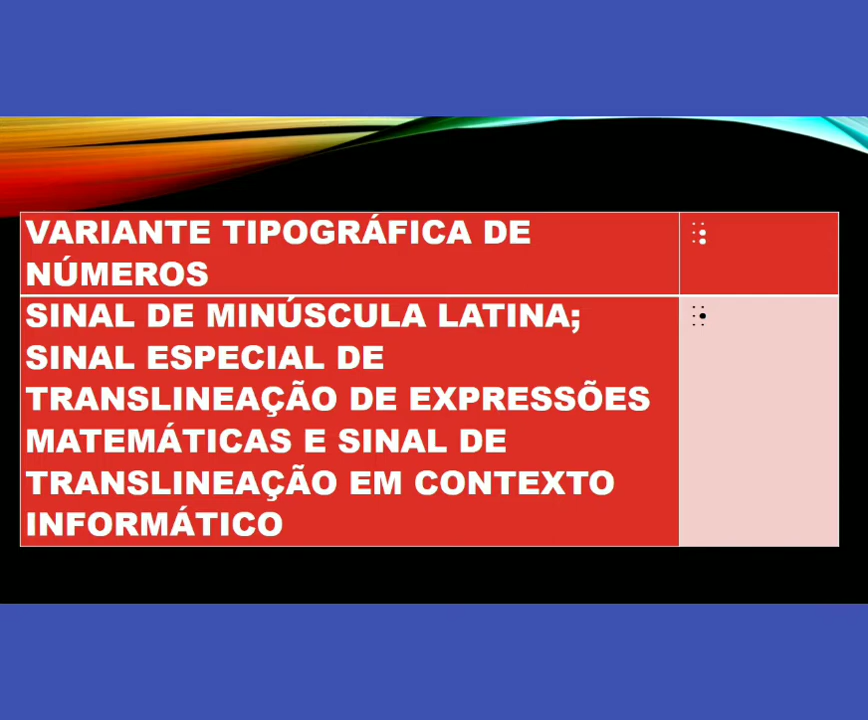 VARIANTE TIPOGRÁFICA DE
NÚMEROS
⠰
SINAL DE MINÚSCULA LATINA;
SINAL ESPECIAL DE
TRANSLINEAÇÃO DE EXPRESSÕES
MATEMÁTICAS E SINAL DE
TRANSLINEAÇÃO EM CONTEXTO
INFORMÁTICO
⠐